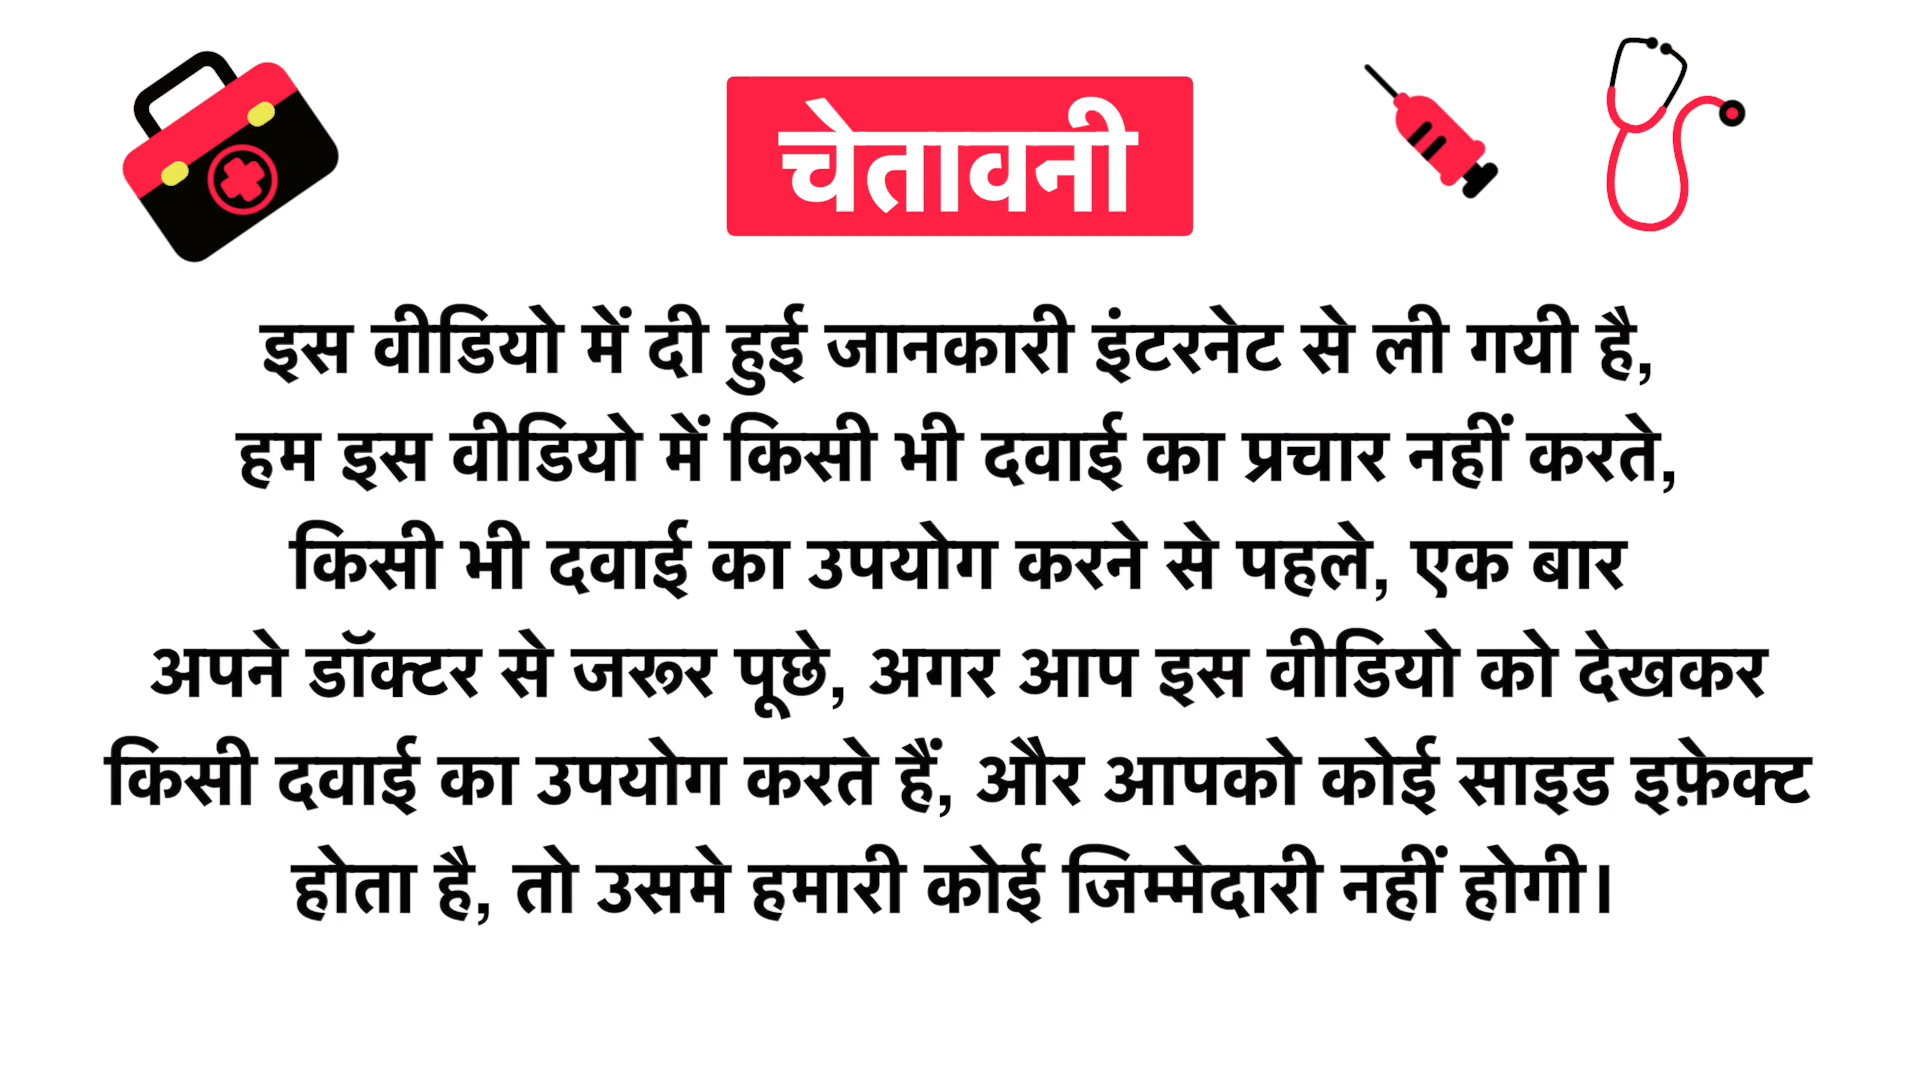 चेतावनी
इस वीडियो में दी हुई जानकारी इंटरनेट से ली गयी है,
हम इस वीडियो में किसी भी दवाई का प्रचार नहीं करते,
किसी भी दवाई का उपयोग करने से पहले, एक बार
अपने डॉक्टर से जरूर पूछे, अगर आप इस वीडियो को देखकर
किसी दवाई का उपयोग करते हैं, और आपको कोई साइड इफ़ेक्ट
होता है, तो उसमे हमारी कोई जिम्मेदारी नहीं होगी।